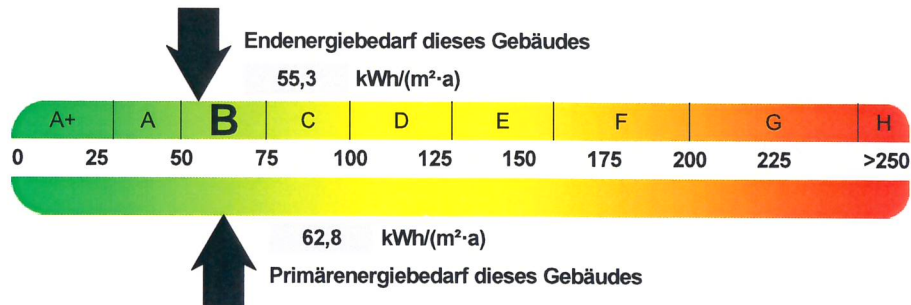 Endenergiebedarf dieses Gebäudes
55,3 kWh/(m²·a)
A+ A B C D E F G H
0 25 50 75 100 125 150 175 200 225 >250
62,8 kWh/(m²·a)
Primärenergiebedarf dieses Gebäudes